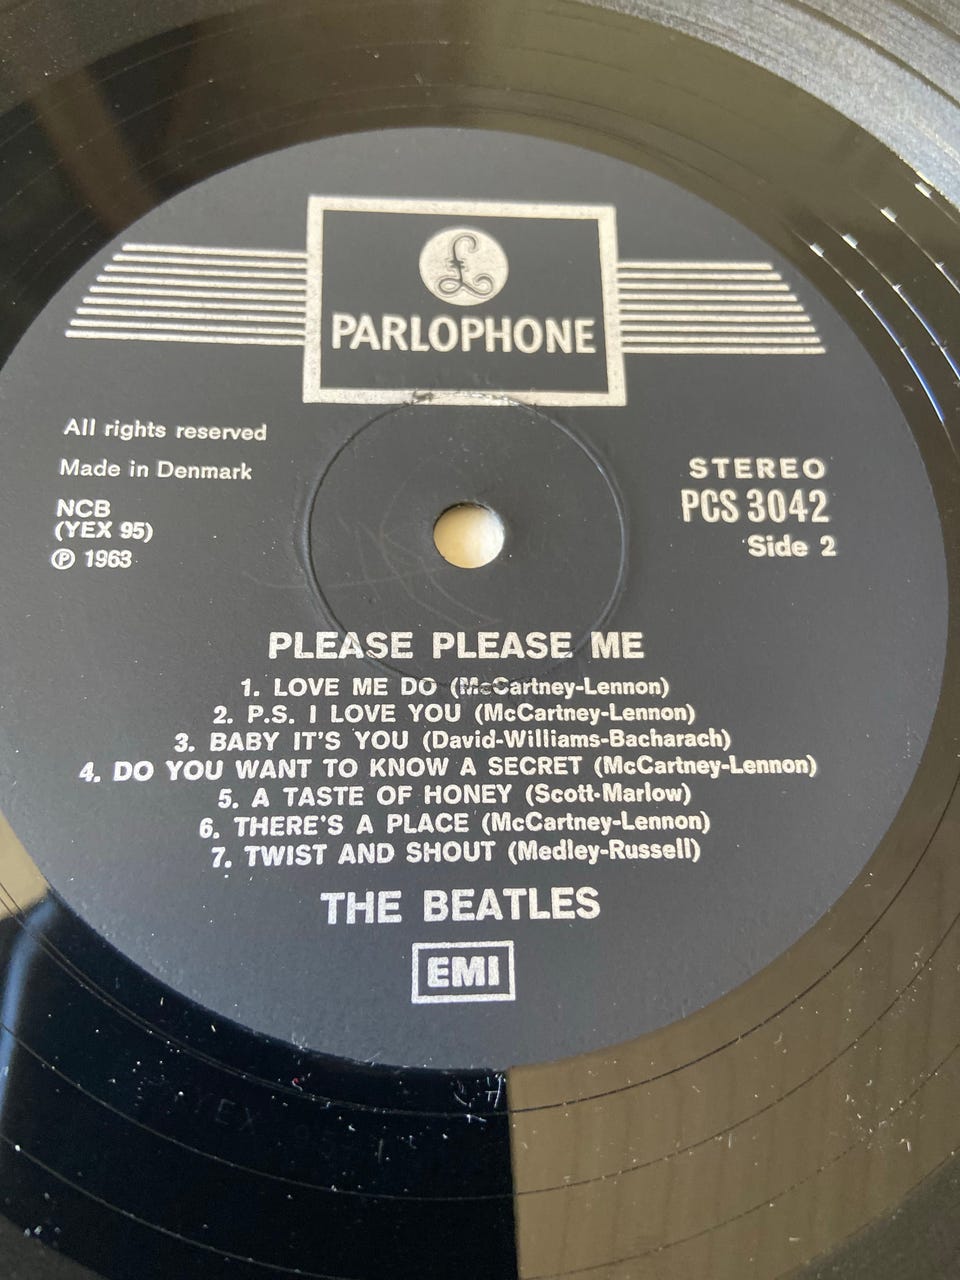 £
PARLOPHONE
All rights reserved
Made in Denmark
NCB
(YEX 95)
℗ 1963
STEREO
PCS 3042
Side 2
PLEASE PLEASE ME
1. LOVE ME DO (McCartney-Lennon)
2. P.S. I LOVE YOU (McCartney-Lennon)
3. BABY IT'S YOU (David-Williams-Bacharach)
4. DO YOU WANT TO KNOW A SECRET (McCartney-Lennon)
5. A TASTE OF HONEY (Scott-Marlow)
6. THERE'S A PLACE (McCartney-Lennon)
7. TWIST AND SHOUT (Medley-Russell)
THE BEATLES
EMI
YEX